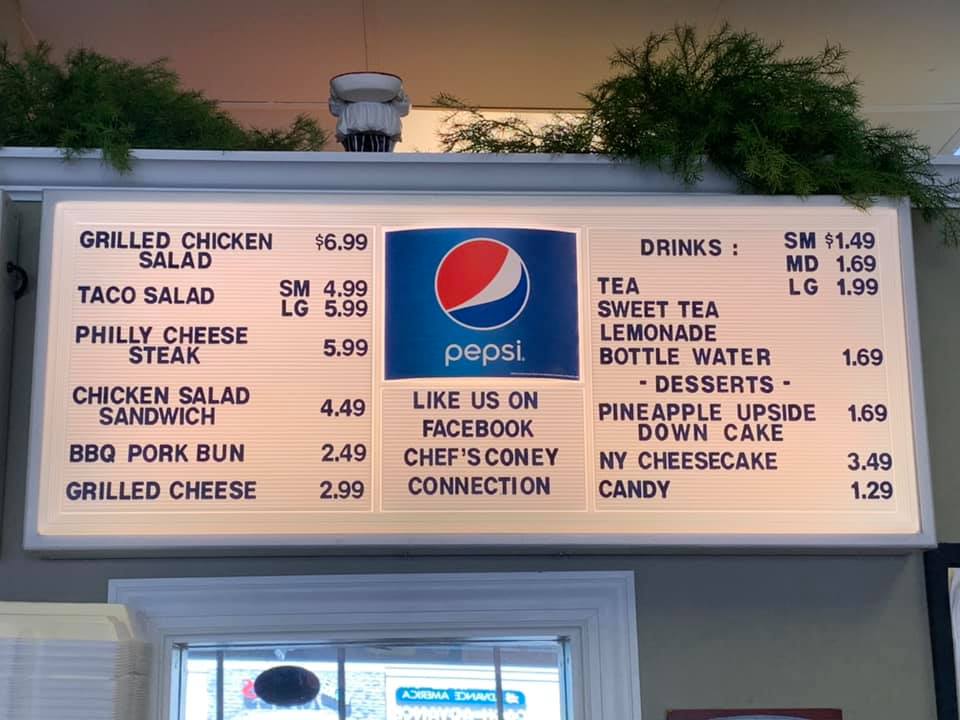 GRILLED CHICKEN $6.99
SALAD
TACO SALAD SM 4.99
LG 5.99
PHILLY CHEESE
STEAK 5.99
CHICKEN SALAD
SANDWICH 4.49
BBQ PORK BUN 2.49
GRILLED CHEESE 2.99
pepsi
LIKE US ON
FACEBOOK
CHEF'S CONEY
CONNECTION
DRINKS : SM $1.49
MD 1.69
LG 1.99
TEA
SWEET TEA
LEMONADE
BOTTLE WATER 1.69
- DESSERTS -
PINEAPPLE UPSIDE 1.69
DOWN CAKE
NY CHEESECAKE 3.49
CANDY 1.29
ADVANCE AMERICA